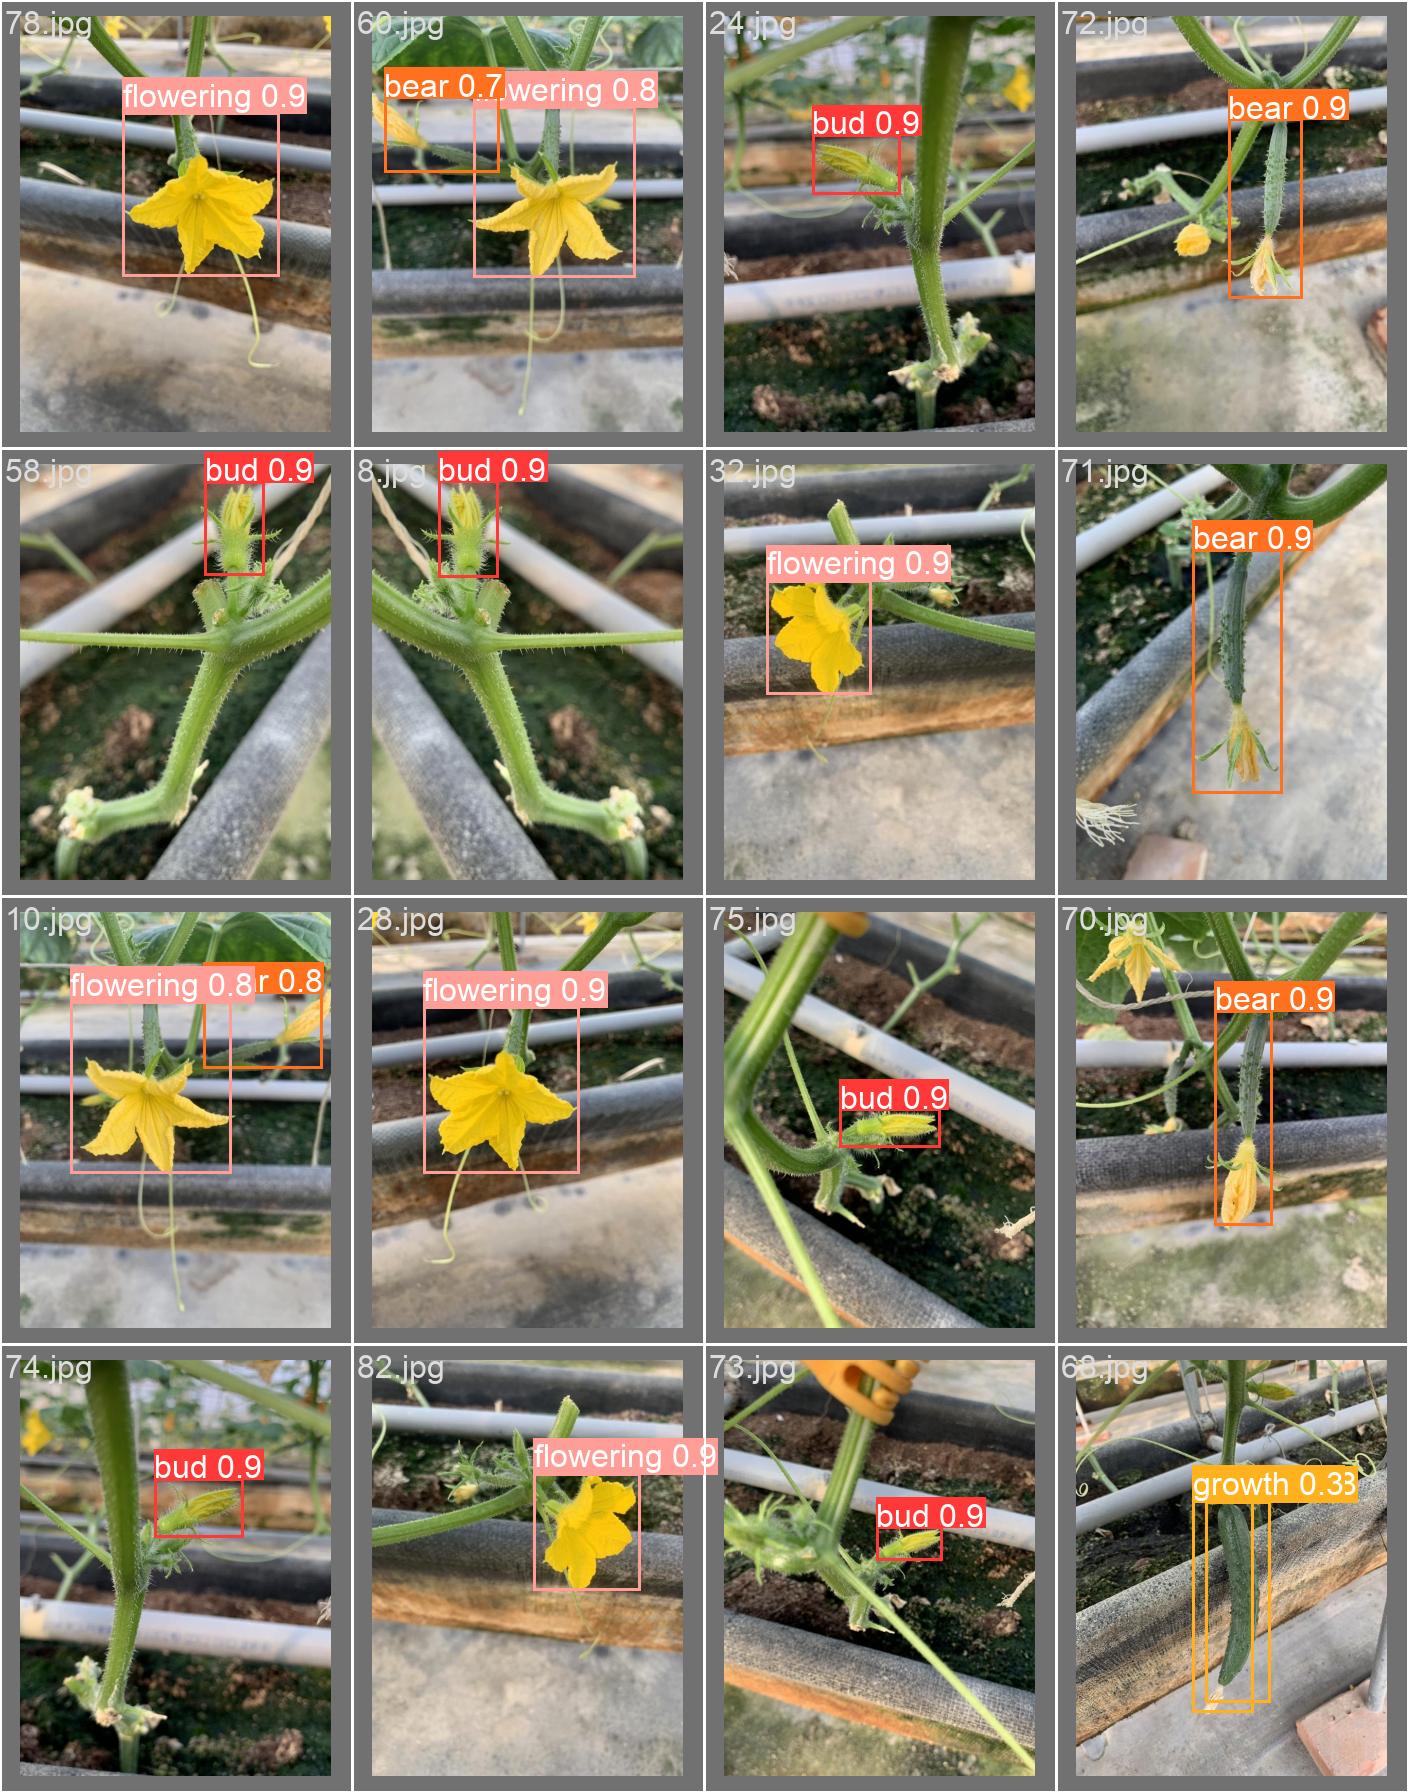 78.jpg
flowering 0.9
60.jpg
bear 0.7
wering 0.8
24.jpg
bud 0.9
72.jpg
bear 0.9
58.jpg
bud 0.9
8.jpg
bud 0.9
32.jpg
flowering 0.9
71.jpg
bear 0.9
10.jpg
flowering 0.8
r 0.8
28.jpg
flowering 0.9
75.jpg
bud 0.9
70.jpg
bear 0.9
74.jpg
bud 0.9
82.jpg
flowering 0.9
73.jpg
bud 0.9
68.jpg
growth 0.3